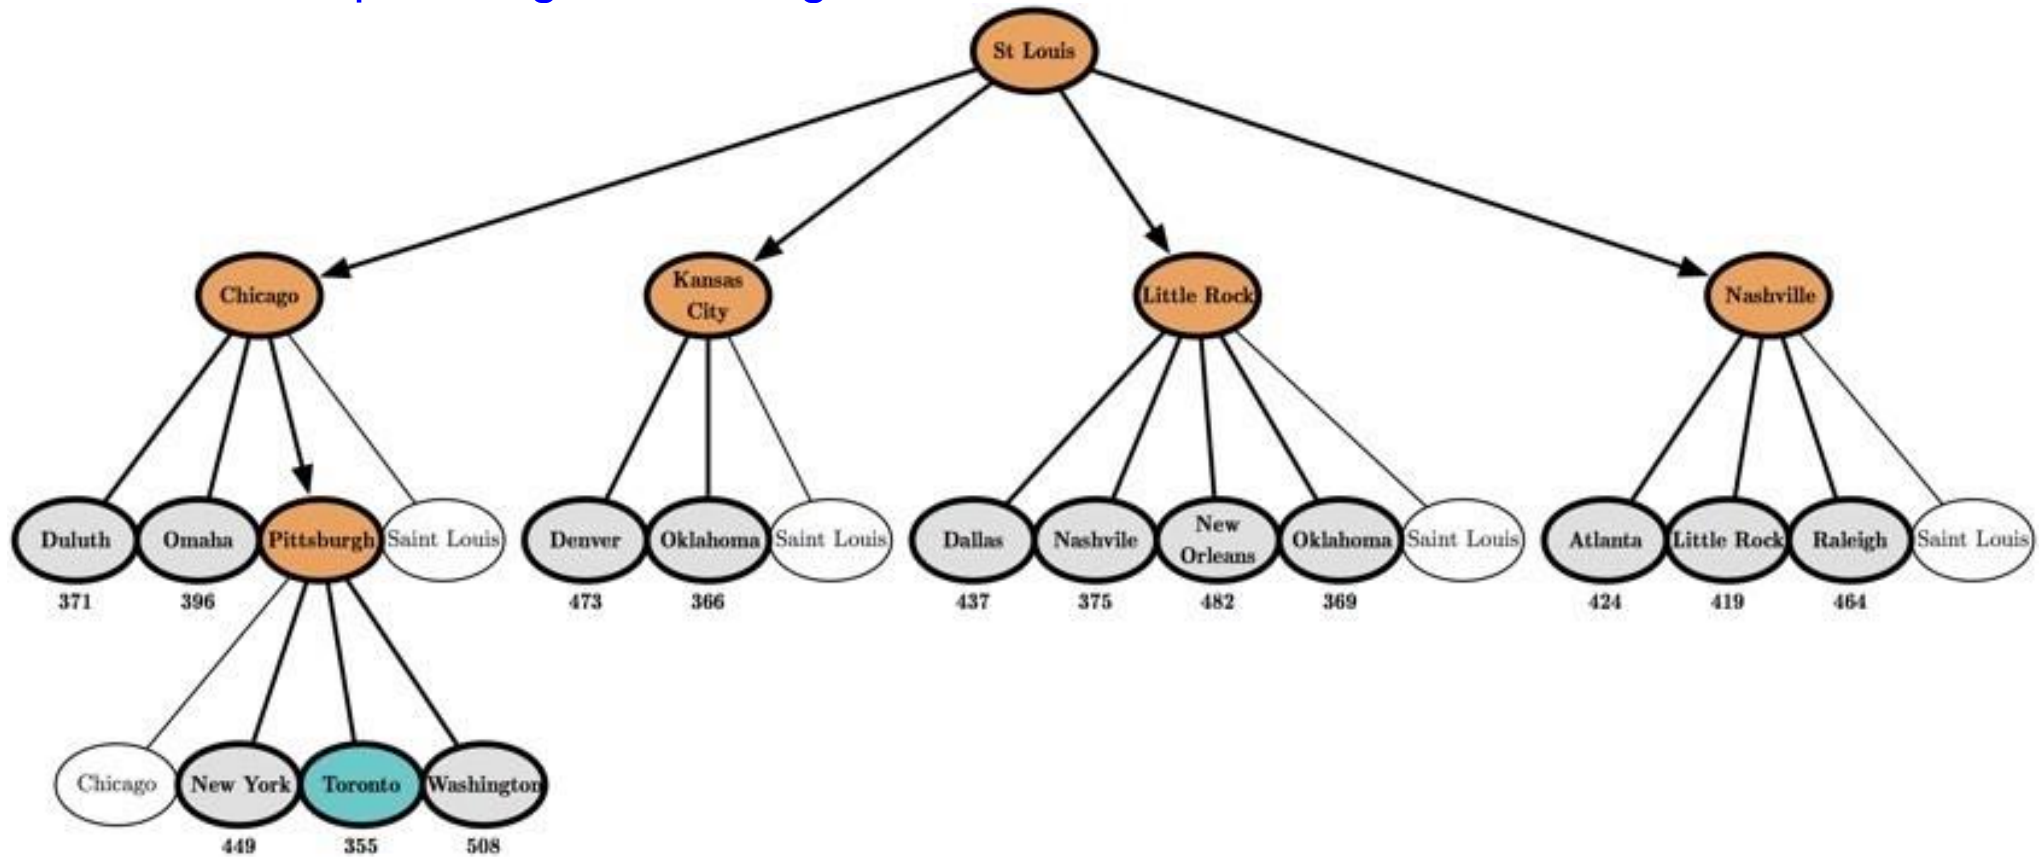 St Louis
Chicago
Kansas
City
Little Rock
Nashville
Duluth
Omaha
Pittsburgh
Saint Louis
Denver
Oklahoma
Saint Louis
Dallas
Nashvile
New
Orleans
Oklahoma
Saint Louis
Atlanta
Little Rock
Raleigh
Saint Louis
371
396
473
366
437
375
482
369
424
419
464
Chicago
New York
Toronto
Washington
449
355
508